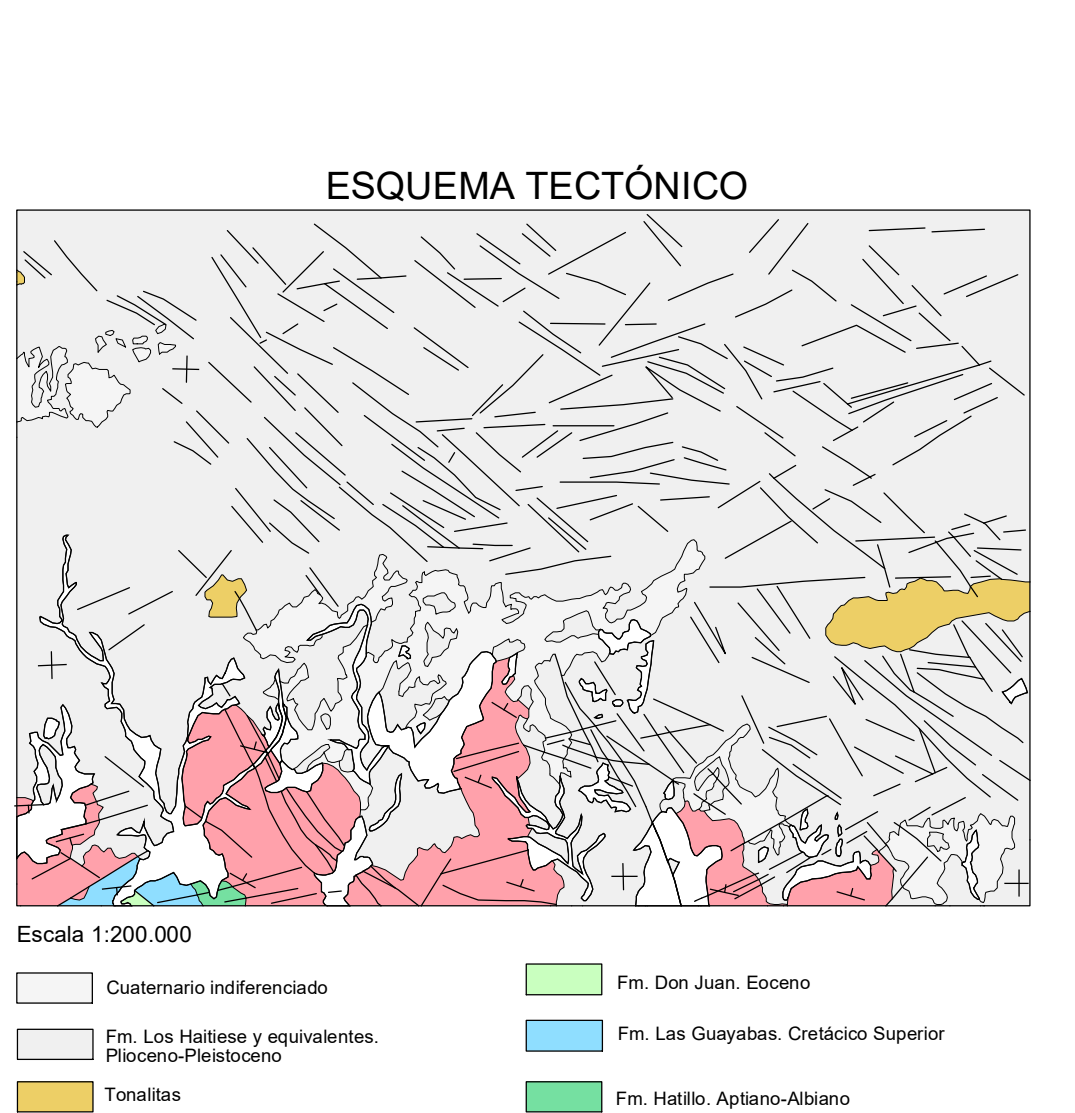 ESQUEMA TECTÓNICO
Escala 1:200.000
Cuaternario indiferenciado
Fm. Los Haitiese y equivalentes.
Plioceno-Pleistoceno
Tonalitas
Fm. Don Juan. Eoceno
Fm. Las Guayabas. Cretácico Superior
Fm. Hatillo. Aptiano-Albiano